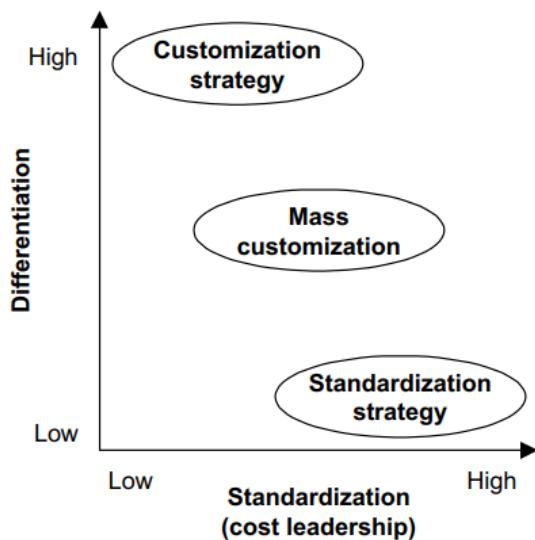 High
Customization
strategy
Differentiation
Mass
customization
Standardization
strategy
Low
Low
High
Standardization
(cost leadership)